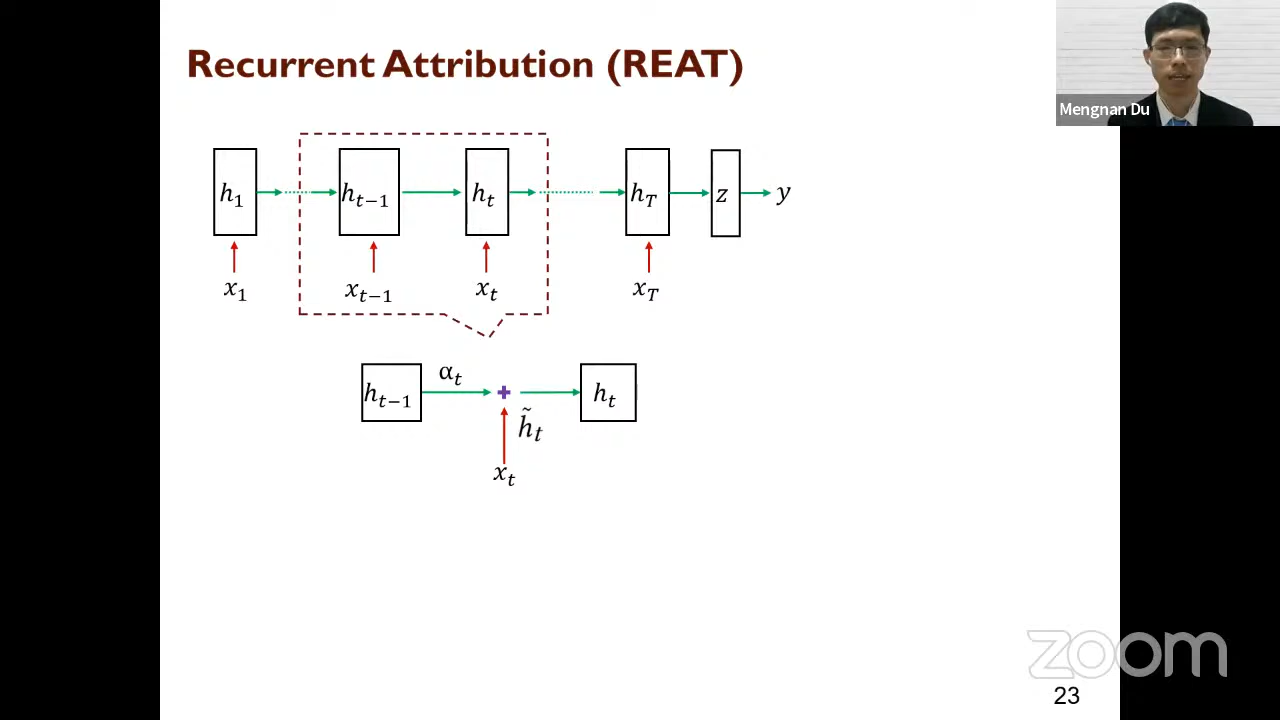 Recurrent Attribution (REAT)
Mengnan Du
h₁ h_{t−1} h_t h_T z y
x₁ x_{t−1} x_t x_T
h_{t−1} α_t + h_t
h̃_t
x_t
zoom
23